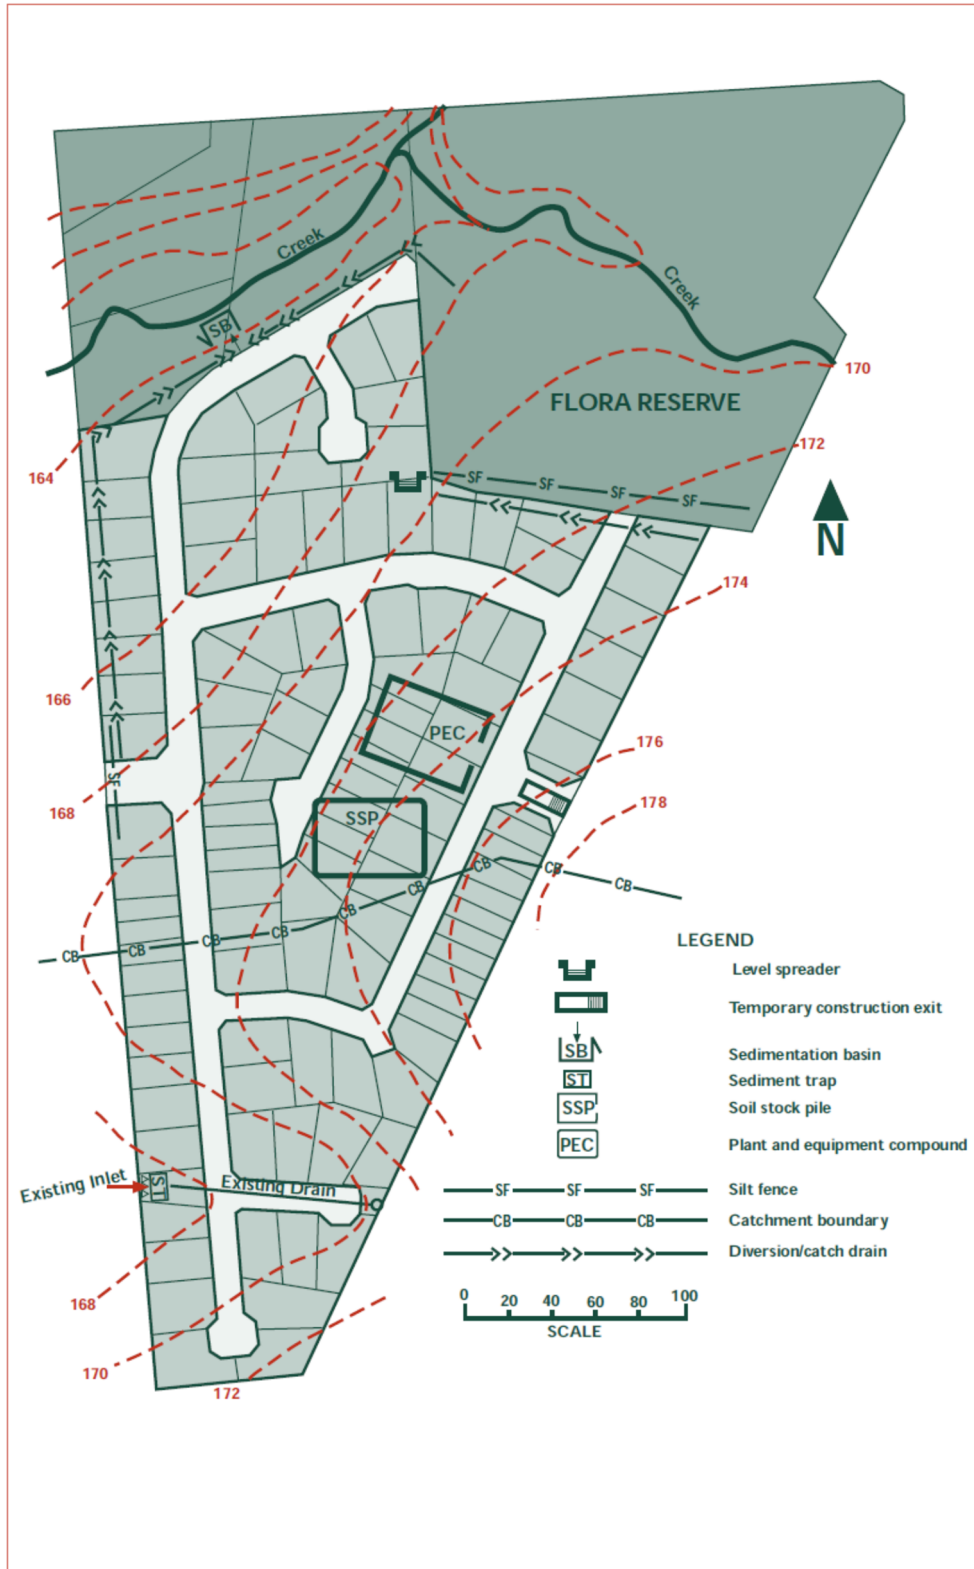 Creek
Creek
SB
170
FLORA RESERVE
172
164
SF
SF
SF
SF
N
174
166
PEC
176
SF
168
SSP
178
CB
CB
CB
CB
CB
CB
CB
CB
CB
LEGEND
Level spreader
Temporary construction exit
SB
Sedimentation basin
ST
Sediment trap
SSP
Soil stock pile
PEC
Plant and equipment compound
Existing Inlet
ST
Existing Drain
SF
SF
SF
Silt fence
CB
CB
CB
Catchment boundary
Diversion/catch drain
168
0
20
40
60
80
100
SCALE
170
172